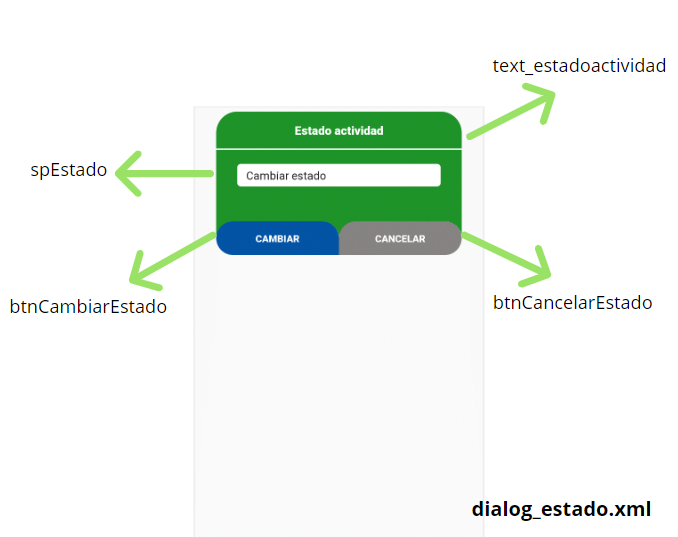 text_estadoactividad
Estado actividad
spEstado
Cambiar estado
CAMBIAR
CANCELAR
btnCambiarEstado
btnCancelarEstado
dialog_estado.xml